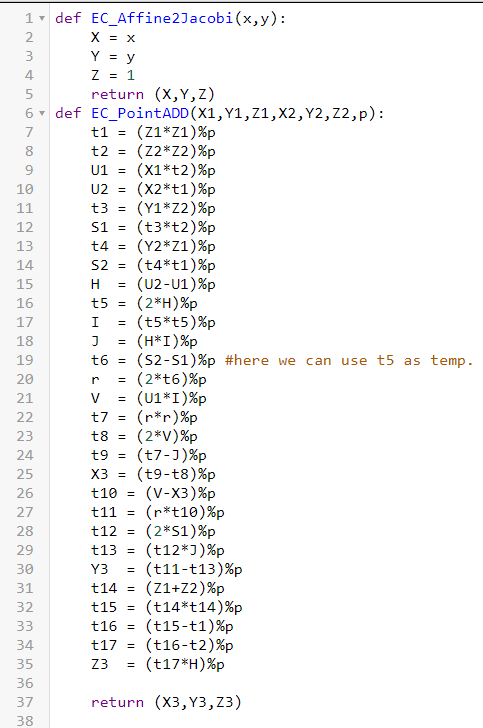 1 def EC_Affine2Jacobi(x,y):
2 X = x
3 Y = y
4 Z = 1
5 return (X,Y,Z)
6 def EC_PointADD(X1,Y1,Z1,X2,Y2,Z2,p):
7 t1 = (Z1*Z1)%p
8 t2 = (Z2*Z2)%p
9 U1 = (X1*t2)%p
10 U2 = (X2*t1)%p
11 t3 = (Y1*Z2)%p
12 S1 = (t3*t2)%p
13 t4 = (Y2*Z1)%p
14 S2 = (t4*t1)%p
15 H  = (U2-U1)%p
16 t5 = (2*H)%p
17 I  = (t5*t5)%p
18 J  = (H*I)%p
19 t6 = (S2-S1)%p #here we can use t5 as temp.
20 r  = (2*t6)%p
21 V  = (U1*I)%p
22 t7 = (r*r)%p
23 t8 = (2*V)%p
24 t9 = (t7-J)%p
25 X3 = (t9-t8)%p
26 t10 = (V-X3)%p
27 t11 = (r*t10)%p
28 t12 = (2*S1)%p
29 t13 = (t12*J)%p
30 Y3  = (t11-t13)%p
31 t14 = (Z1+Z2)%p
32 t15 = (t14*t14)%p
33 t16 = (t15-t1)%p
34 t17 = (t16-t2)%p
35 Z3  = (t17*H)%p
36
37 return (X3,Y3,Z3)
38